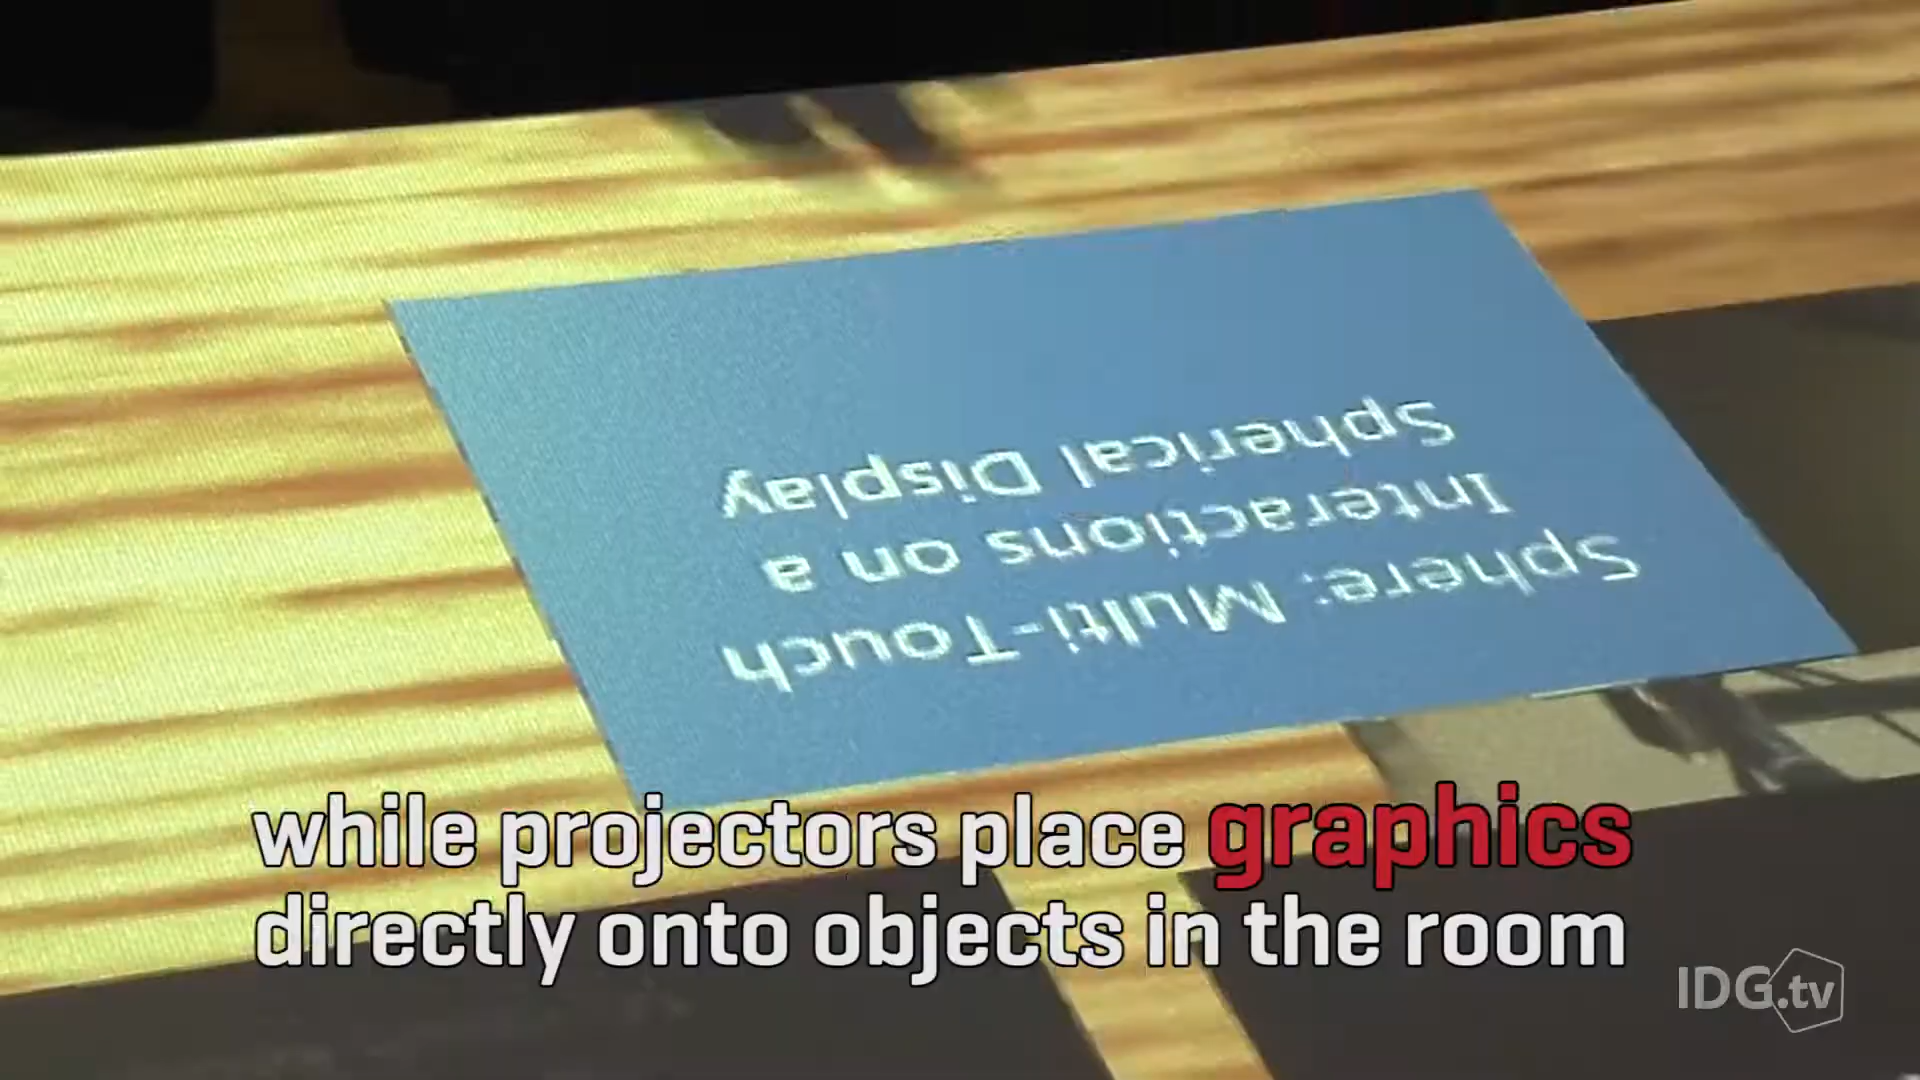 Sphere: Multi-Touch
Interactions on a
Spherical Display
while projectors place graphics
directly onto objects in the room
IDG.tv